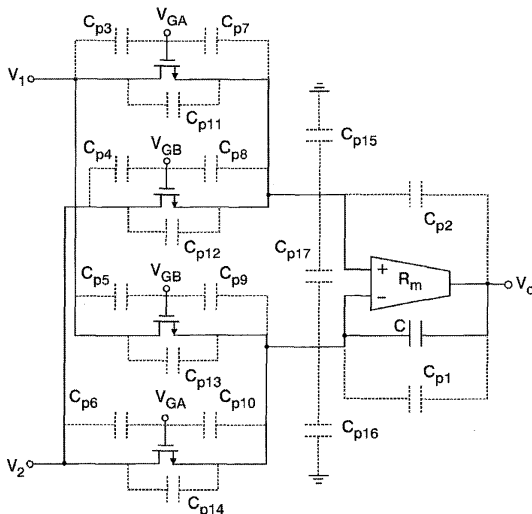 Cp3
VGA
Cp7
V1
Cp11
Cp4
VGB
Cp8
Cp12
Cp5
VGB
Cp9
Cp13
Cp6
VGA
Cp10
V2
Cp14
Cp15
Cp2
Cp17
+
Rm
−
Vo
C
Cp1
Cp16